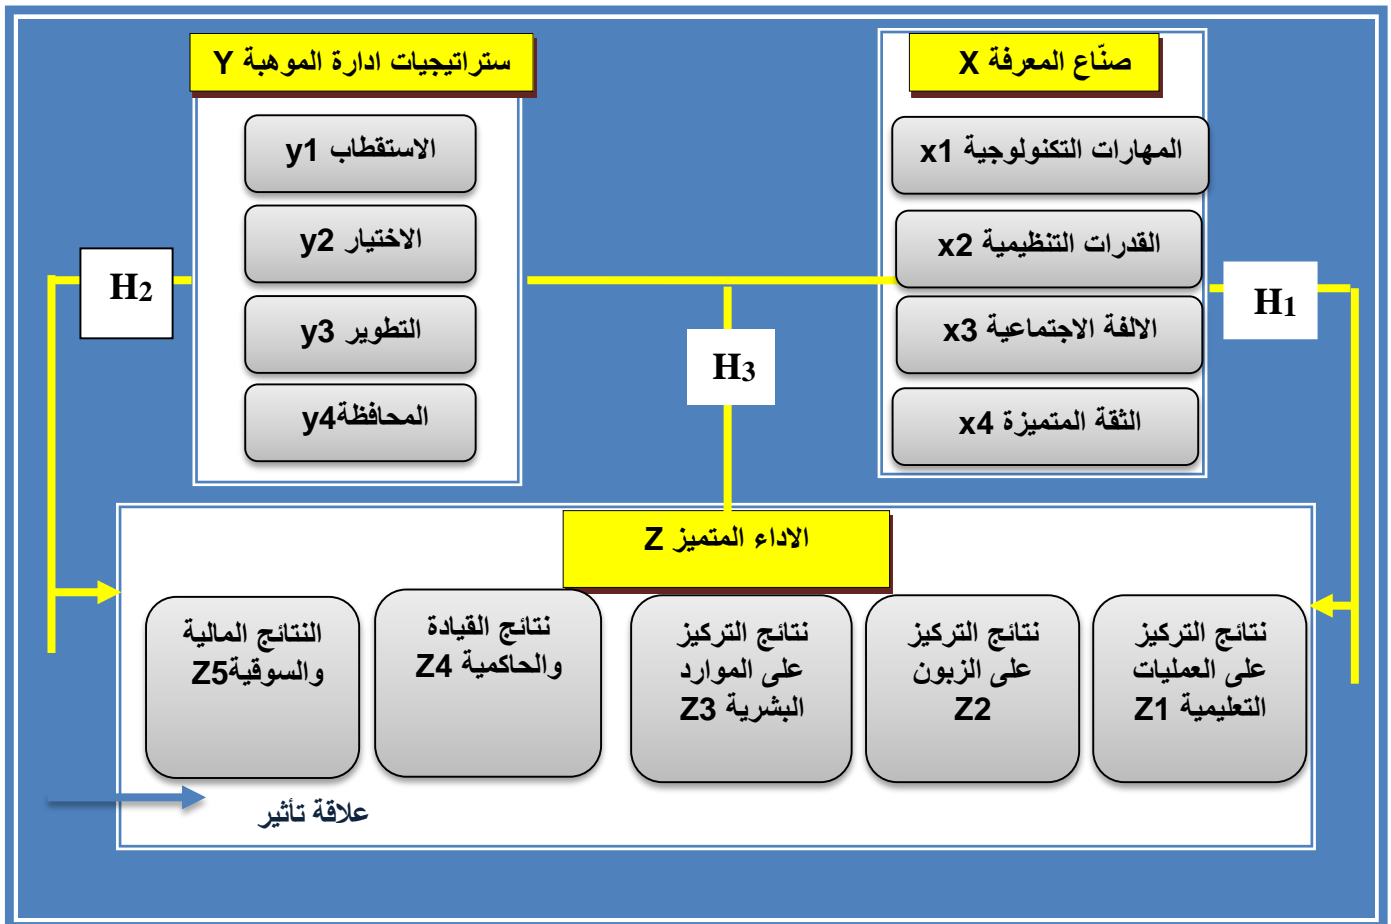 صنّاع المعرفة X
المهارات التكنولوجية x1
القدرات التنظيمية x2
الالفة الاجتماعية x3
الثقة المتميزة x4
H1
ستراتيجيات ادارة الموهبة Y
الاستقطاب y1
الاختيار y2
التطوير y3
المحافظةy4
H2
H3
الاداء المتميز Z
نتائج التركيز
على العمليات
التعليمية Z1
نتائج التركيز
على الزبون
Z2
نتائج التركيز
على الموارد
البشرية Z3
نتائج القيادة
والحاكمية Z4
النتائج المالية
والسوقيةZ5
علاقة تأثير